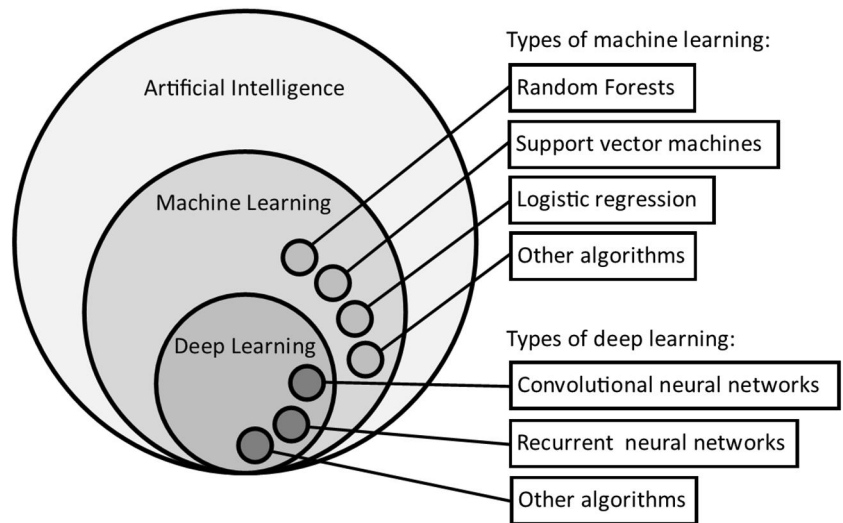 Artificial Intelligence
Machine Learning
Deep Learning
Types of machine learning:
Random Forests
Support vector machines
Logistic regression
Other algorithms
Types of deep learning:
Convolutional neural networks
Recurrent neural networks
Other algorithms